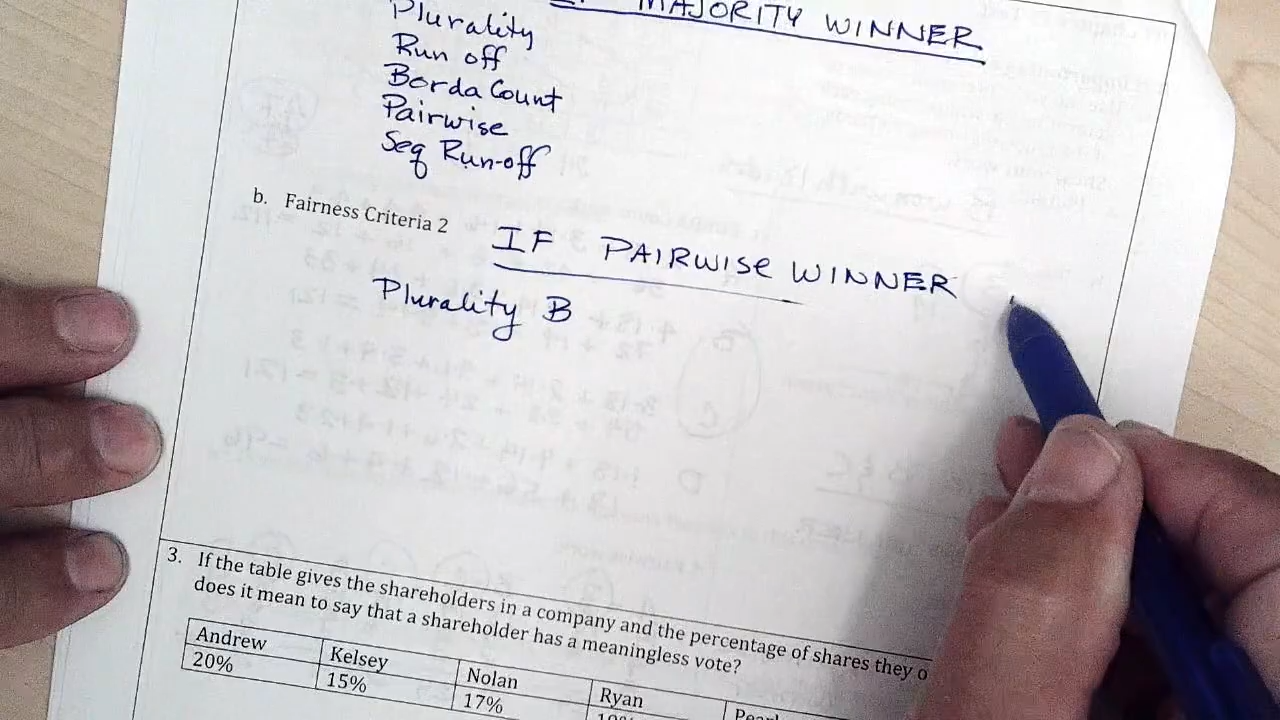 MAJORITY WINNER
Plurality
Run off
Borda Count
Pairwise
Seq Run-off
b. Fairness Criteria 2
IF PAIRWISE WINNER
Plurality B
3. If the table gives the shareholders in a company and the percentage of shares they o
does it mean to say that a shareholder has a meaningless vote?
Andrew Kelsey Nolan Ryan
20% 15% 17%